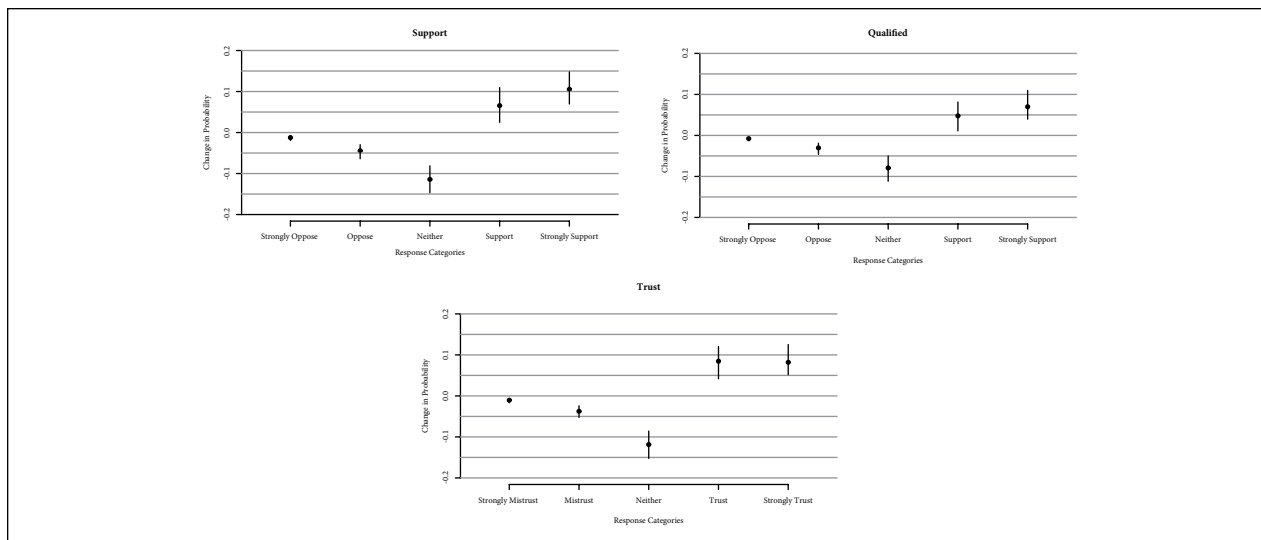 Support
Change in Probability
0.2
0.1
0.0
-0.1
-0.2
Strongly Oppose Oppose Neither Support Strongly Support
Response Categories
Qualified
Change in Probability
0.2
0.1
0.0
-0.1
-0.2
Strongly Oppose Oppose Neither Support Strongly Support
Response Categories
Trust
Change in Probability
0.2
0.1
0.0
-0.1
-0.2
Strongly Mistrust Mistrust Neither Trust Strongly Trust
Response Categories